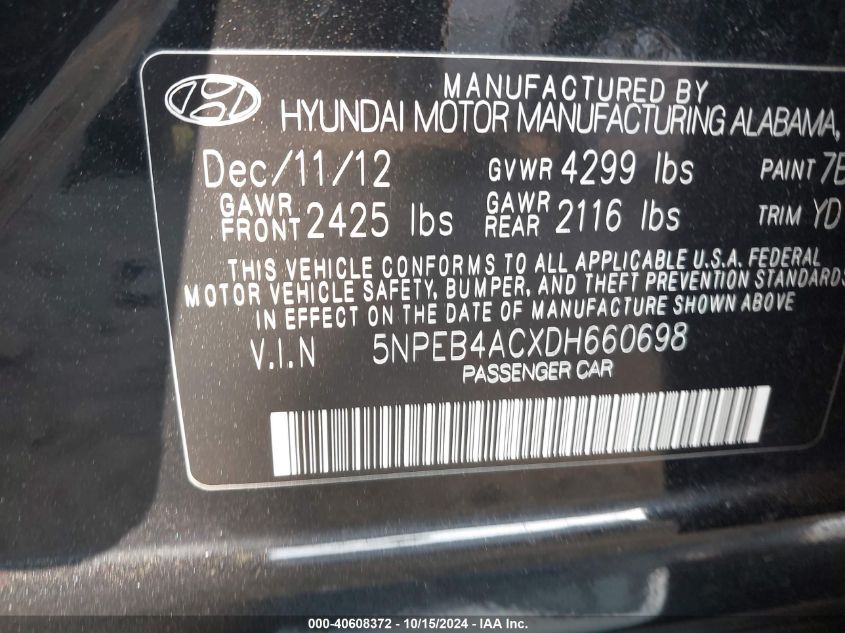 MANUFACTURED BY
HYUNDAI MOTOR MANUFACTURING ALABAMA,
Dec/11/12 GVWR 4299 lbs PAINT 7B
GAWR FRONT 2425 lbs GAWR REAR 2116 lbs TRIM YD
THIS VEHICLE CONFORMS TO ALL APPLICABLE U.S.A. FEDERAL
MOTOR VEHICLE SAFETY, BUMPER, AND THEFT PREVENTION STANDARDS
IN EFFECT ON THE DATE OF MANUFACTURE SHOWN ABOVE
V.I.N 5NPEB4ACXDH660698
PASSENGER CAR
000-40608372 - 10/15/2024 - IAA Inc.